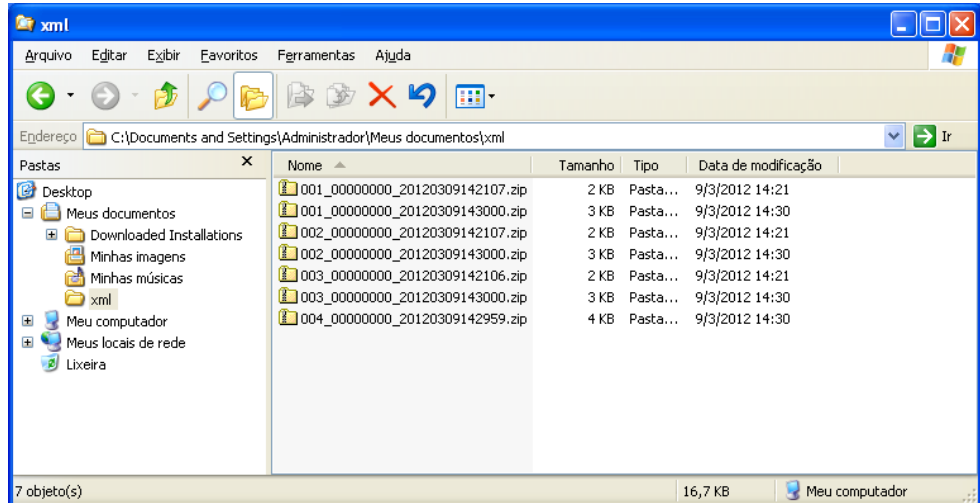 xml
Arquivo Editar Exibir Favoritos Ferramentas Ajuda
Endereço C:\Documents and Settings\Administrador\Meus documentos\xml Ir
Pastas x
Desktop
Meus documentos
Downloaded Installations
Minhas imagens
Minhas músicas
xml
Meu computador
Meus locais de rede
Lixeira
Nome Tamanho Tipo Data de modificação
001_00000000_20120309142107.zip 2 KB Pasta... 9/3/2012 14:21
001_00000000_20120309143000.zip 3 KB Pasta... 9/3/2012 14:30
002_00000000_20120309142107.zip 2 KB Pasta... 9/3/2012 14:21
002_00000000_20120309143000.zip 3 KB Pasta... 9/3/2012 14:30
003_00000000_20120309142106.zip 2 KB Pasta... 9/3/2012 14:21
003_00000000_20120309143000.zip 3 KB Pasta... 9/3/2012 14:30
004_00000000_20120309142959.zip 4 KB Pasta... 9/3/2012 14:30
7 objeto(s) 16,7 KB Meu computador